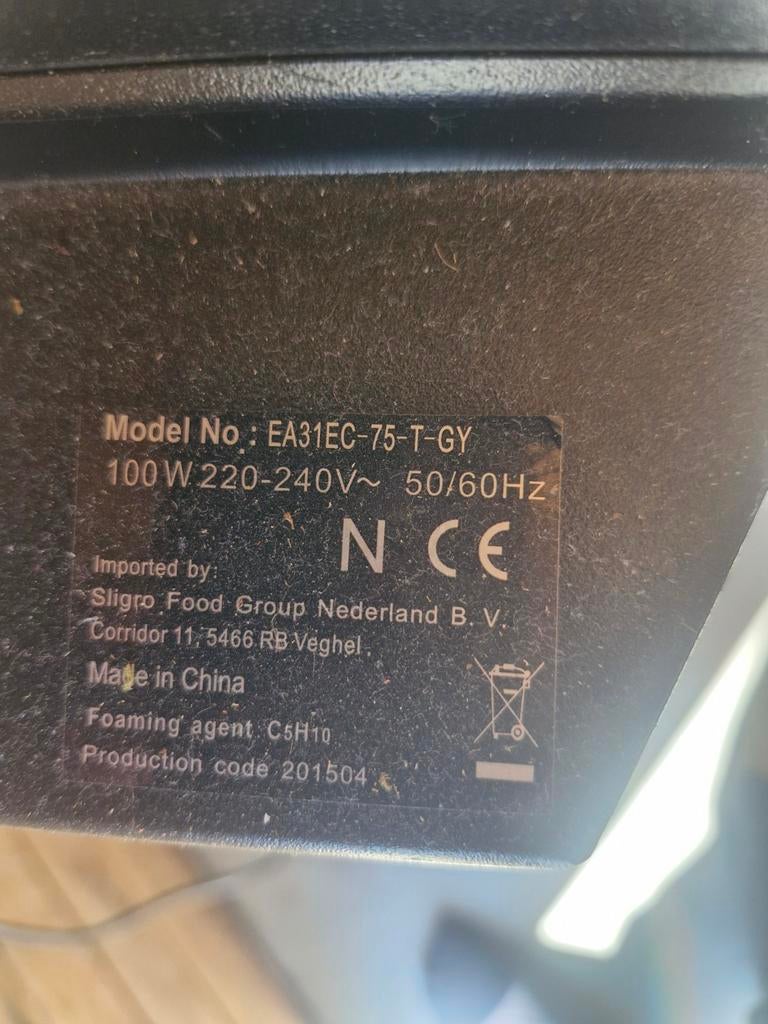 Model No.: EA31EC-75-T-GY
100W 220-240V~ 50/60Hz
N CE
Imported by:
Sligro Food Group Nederland B. V.
Corridor 11, 5466 RB Veghel.
Made in China
Foaming agent C5H10
Production code 201504